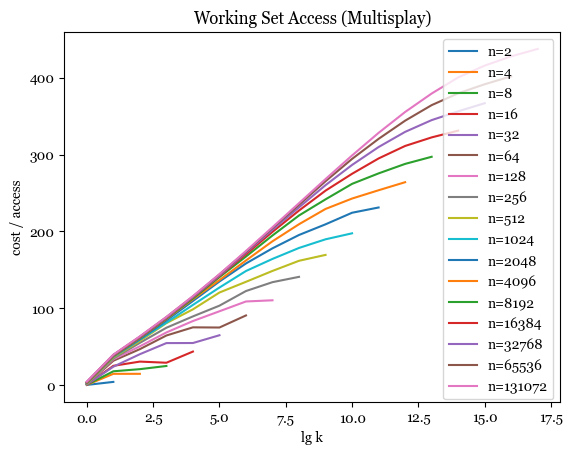 Working Set Access (Multisplay)
cost / access
400
300
200
100
0
0.0 2.5 5.0 7.5 10.0 12.5 15.0 17.5
lg k
n=2
n=4
n=8
n=16
n=32
n=64
n=128
n=256
n=512
n=1024
n=2048
n=4096
n=8192
n=16384
n=32768
n=65536
n=131072